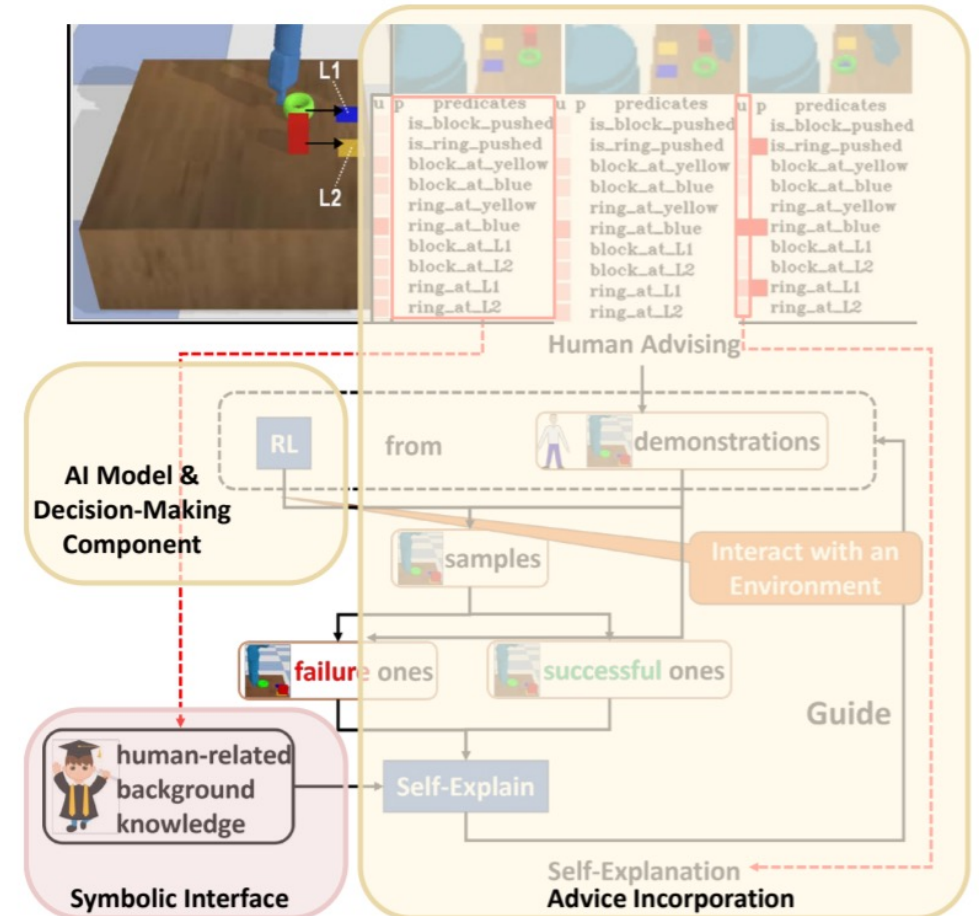 L1
L2
u p predicates
is_block_pushed
is_ring_pushed
block_at_yellow
block_at_blue
ring_at_yellow
ring_at_blue
block_at_L1
block_at_L2
ring_at_L1
ring_at_L2
u p predicates
is_block_pushed
is_ring_pushed
block_at_yellow
block_at_blue
ring_at_yellow
ring_at_blue
block_at_L1
block_at_L2
ring_at_L1
ring_at_L2
u p predicates
is_block_pushed
is_ring_pushed
block_at_yellow
block_at_blue
ring_at_yellow
ring_at_blue
block_at_L1
block_at_L2
ring_at_L1
ring_at_L2
Human Advising
RL
from
demonstrations
AI Model &
Decision-Making
Component
samples
Interact with an
Environment
failure ones
successful ones
Guide
human-related
background
knowledge
Self-Explain
Symbolic Interface
Self-Explanation
Advice Incorporation